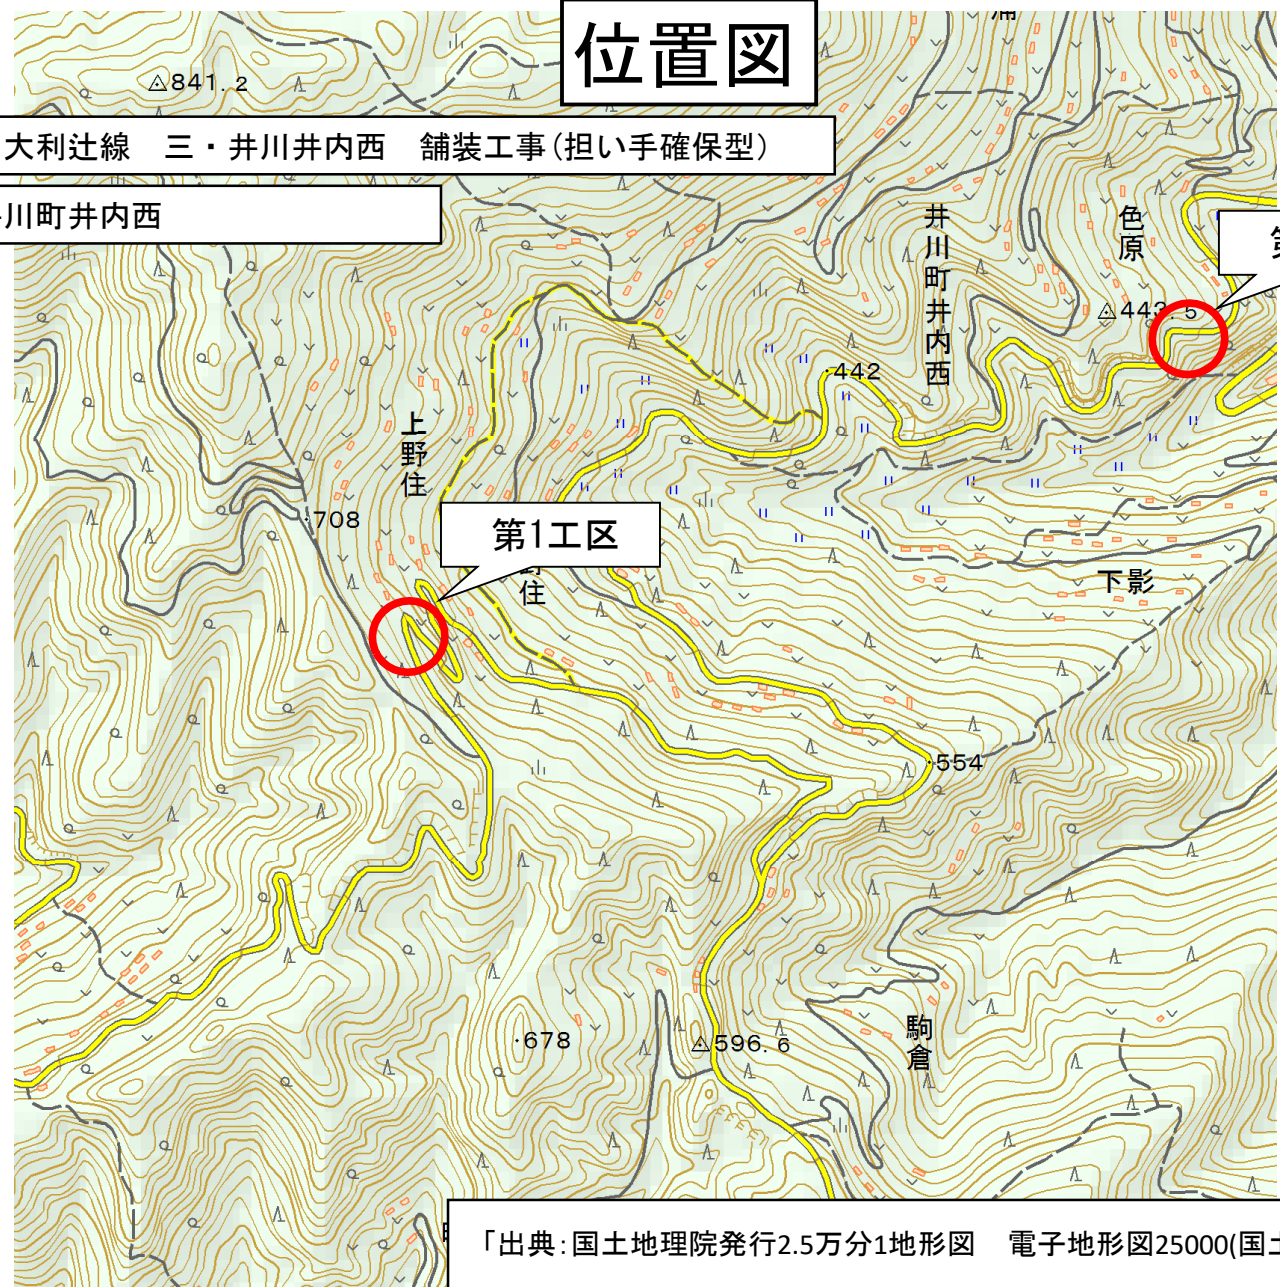 位置図
841.2
大利辻線　三・井川井内西　舗装工事(担い手確保型)
川町井内西
井川町井内西
色原
第
443.5
442
上野住
708
第1工区
野住
下影
554
駒倉
678
596.6
「出典:国土地理院発行2.5万分1地形図　電子地形図25000(国土